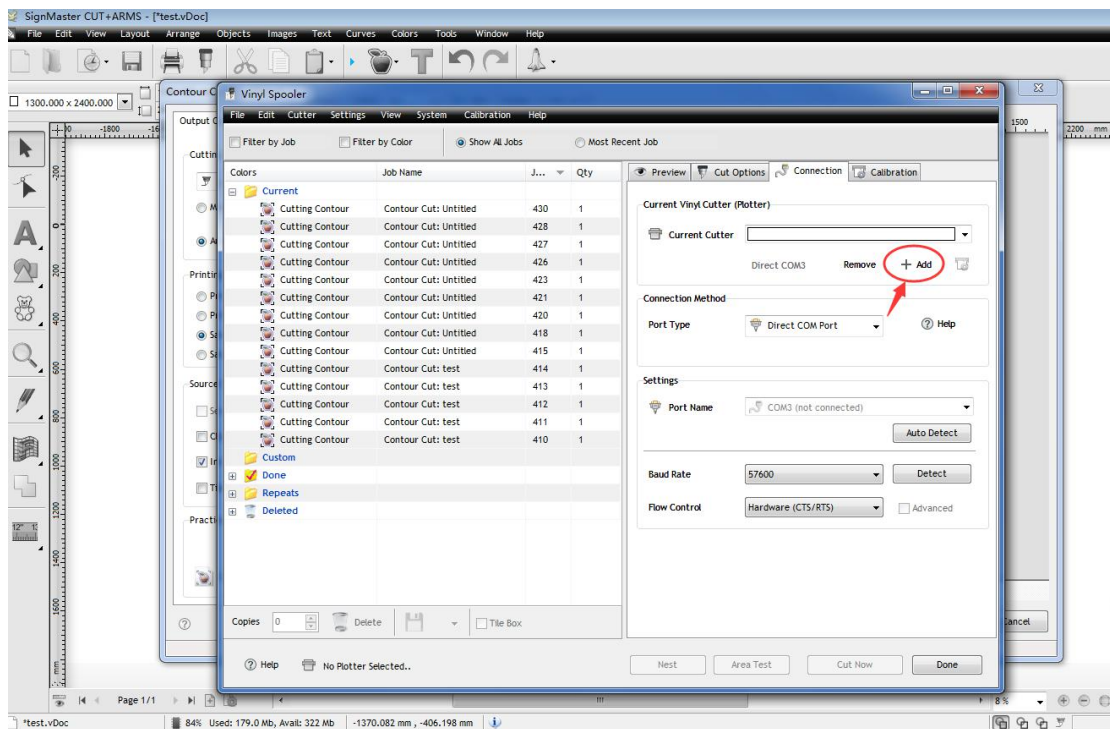 SignMaster CUT+ARMS - [*test.vDoc]
File Edit View Layout Arrange Objects Images Text Curves Colors Tools Window Help
1300.000 x 2400.000
Contour C
Output C
Cuttin
Printin
Source
Practi
Vinyl Spooler
File Edit Cutter Settings View System Calibration Help
Filter by Job Filter by Color Show All Jobs Most Recent Job
Colors Job Name J... Qty
Current
Cutting Contour Contour Cut: Untitled 430 1
Cutting Contour Contour Cut: Untitled 428 1
Cutting Contour Contour Cut: Untitled 427 1
Cutting Contour Contour Cut: Untitled 426 1
Cutting Contour Contour Cut: Untitled 423 1
Cutting Contour Contour Cut: Untitled 421 1
Cutting Contour Contour Cut: Untitled 420 1
Cutting Contour Contour Cut: Untitled 418 1
Cutting Contour Contour Cut: Untitled 415 1
Cutting Contour Contour Cut: test 414 1
Cutting Contour Contour Cut: test 413 1
Cutting Contour Contour Cut: test 412 1
Cutting Contour Contour Cut: test 411 1
Cutting Contour Contour Cut: test 410 1
Custom
Done
Repeats
Deleted
Copies 0 Delete Tile Box
Help No Plotter Selected..
Preview Cut Options Connection Calibration
Current Vinyl Cutter (Plotter)
Current Cutter
Direct COM3 Remove + Add
Connection Method
Port Type Direct COM Port Help
Settings
Port Name COM3 (not connected)
Auto Detect
Baud Rate 57600 Detect
Flow Control Hardware (CTS/RTS) Advanced
Nest Area Test Cut Now Done
Cancel
-1800
1500
2200 mm
-200
0
200
400
600
800
1000
1200
1400
1600
mm
Page 1/1
8%
*test.vDoc 84% Used: 179.0 Mb, Avail: 322 Mb -1370.082 mm , -406.198 mm